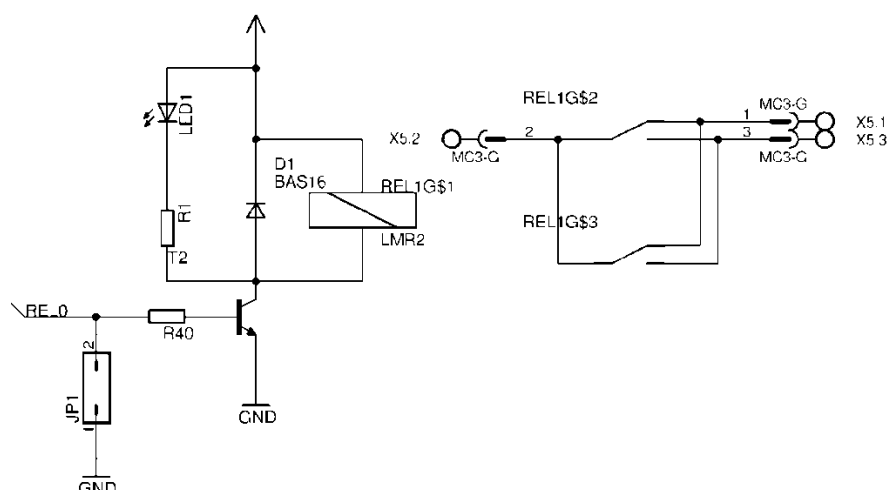 LED1
R1
T2
D1
BAS16
REL1G$1
LMR2
RE_0
R40
2
JP1
GND
GND
REL1G$2
X5.2
MC3-G
2
1
MC3-G
X5.1
3
MC3-G
X5.3
REL1G$3